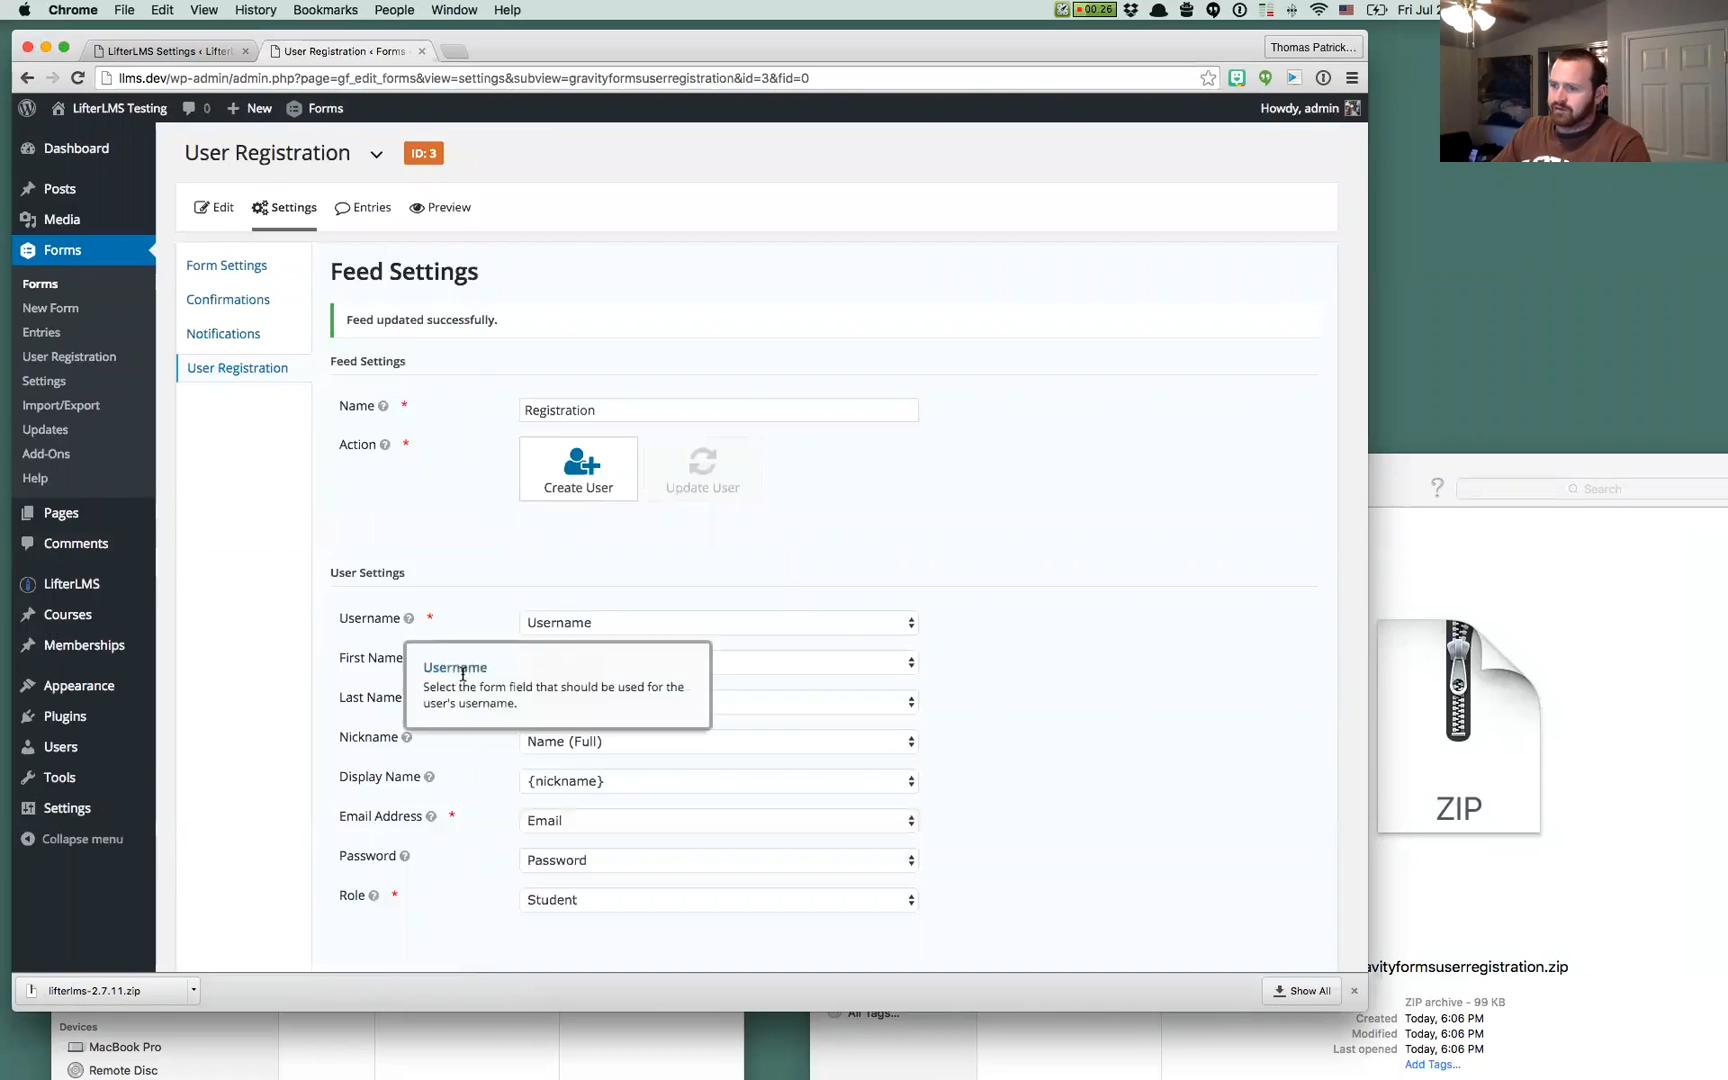 Chrome File Edit View History Bookmarks People Window Help
00:26
Fri Jul 2
LifterLMS Settings ‹ Lifter
User Registration ‹ Forms
Thomas Patrick...
llms.dev/wp-admin/admin.php?page=gf_edit_forms&view=settings&subview=gravityformsuserregistration&id=3&fid=0
LifterLMS Testing 0 New Forms
Howdy, admin
Dashboard
Posts
Media
Forms
Forms
New Form
Entries
User Registration
Settings
Import/Export
Updates
Add-Ons
Help
Pages
Comments
LifterLMS
Courses
Memberships
Appearance
Plugins
Users
Tools
Settings
Collapse menu
User Registration ID: 3
Edit Settings Entries Preview
Form Settings
Confirmations
Notifications
User Registration
Feed Settings
Feed updated successfully.
Feed Settings
Name * Registration
Action * Create User Update User
User Settings
Username * Username
First Name
Last Name
Username
Select the form field that should be used for the
user's username.
Nickname Name (Full)
Display Name {nickname}
Email Address * Email
Password Password
Role * Student
lifterlms-2.7.11.zip
Show All
? Search
ZIP
avityformsuserregistration.zip
ZIP archive - 99 KB
Created Today, 6:06 PM
Modified Today, 6:06 PM
Last opened Today, 6:06 PM
Add Tags...
Devices
MacBook Pro
Remote Disc
All Tags...